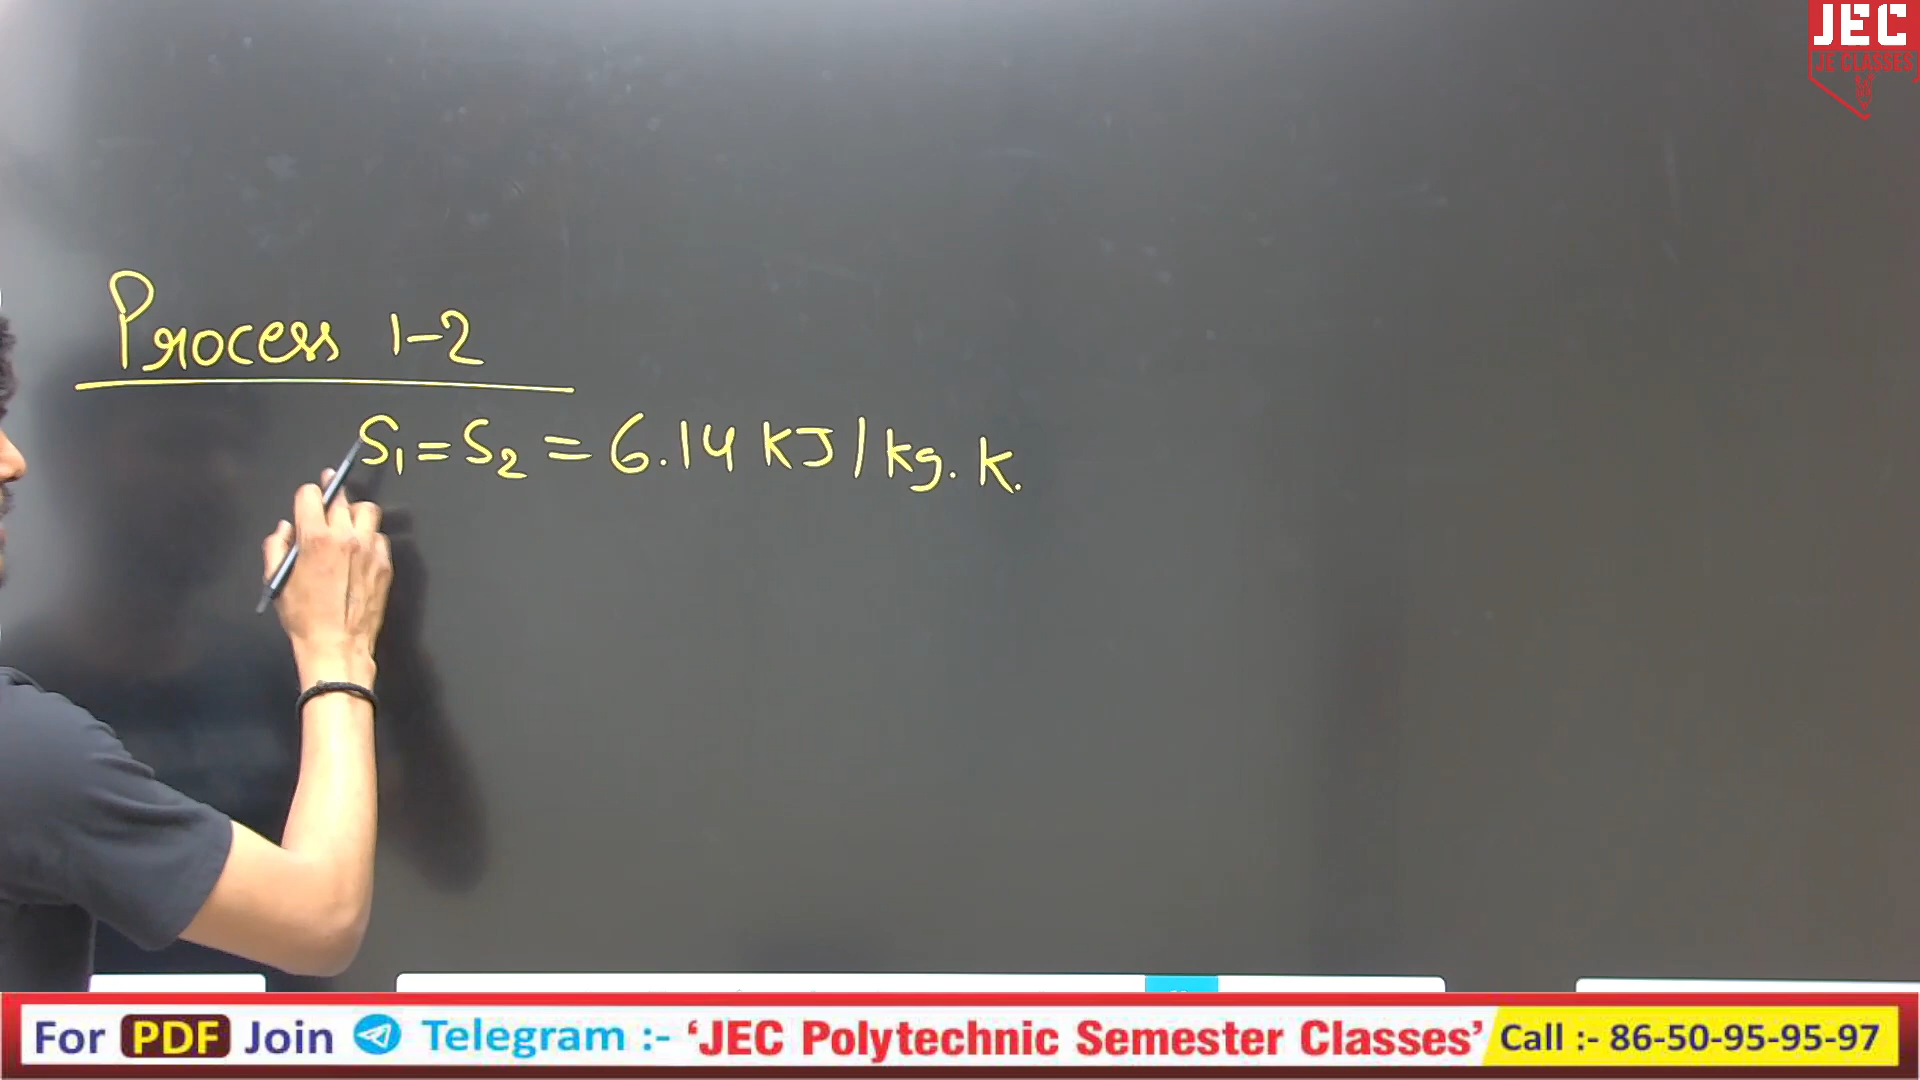 JEC
JE CLASSES
Process 1-2
S₁ = S₂ = 6.14 KJ/kg. K.
For PDF Join Telegram :- ‘JEC Polytechnic Semester Classes’ Call :- 86-50-95-95-97